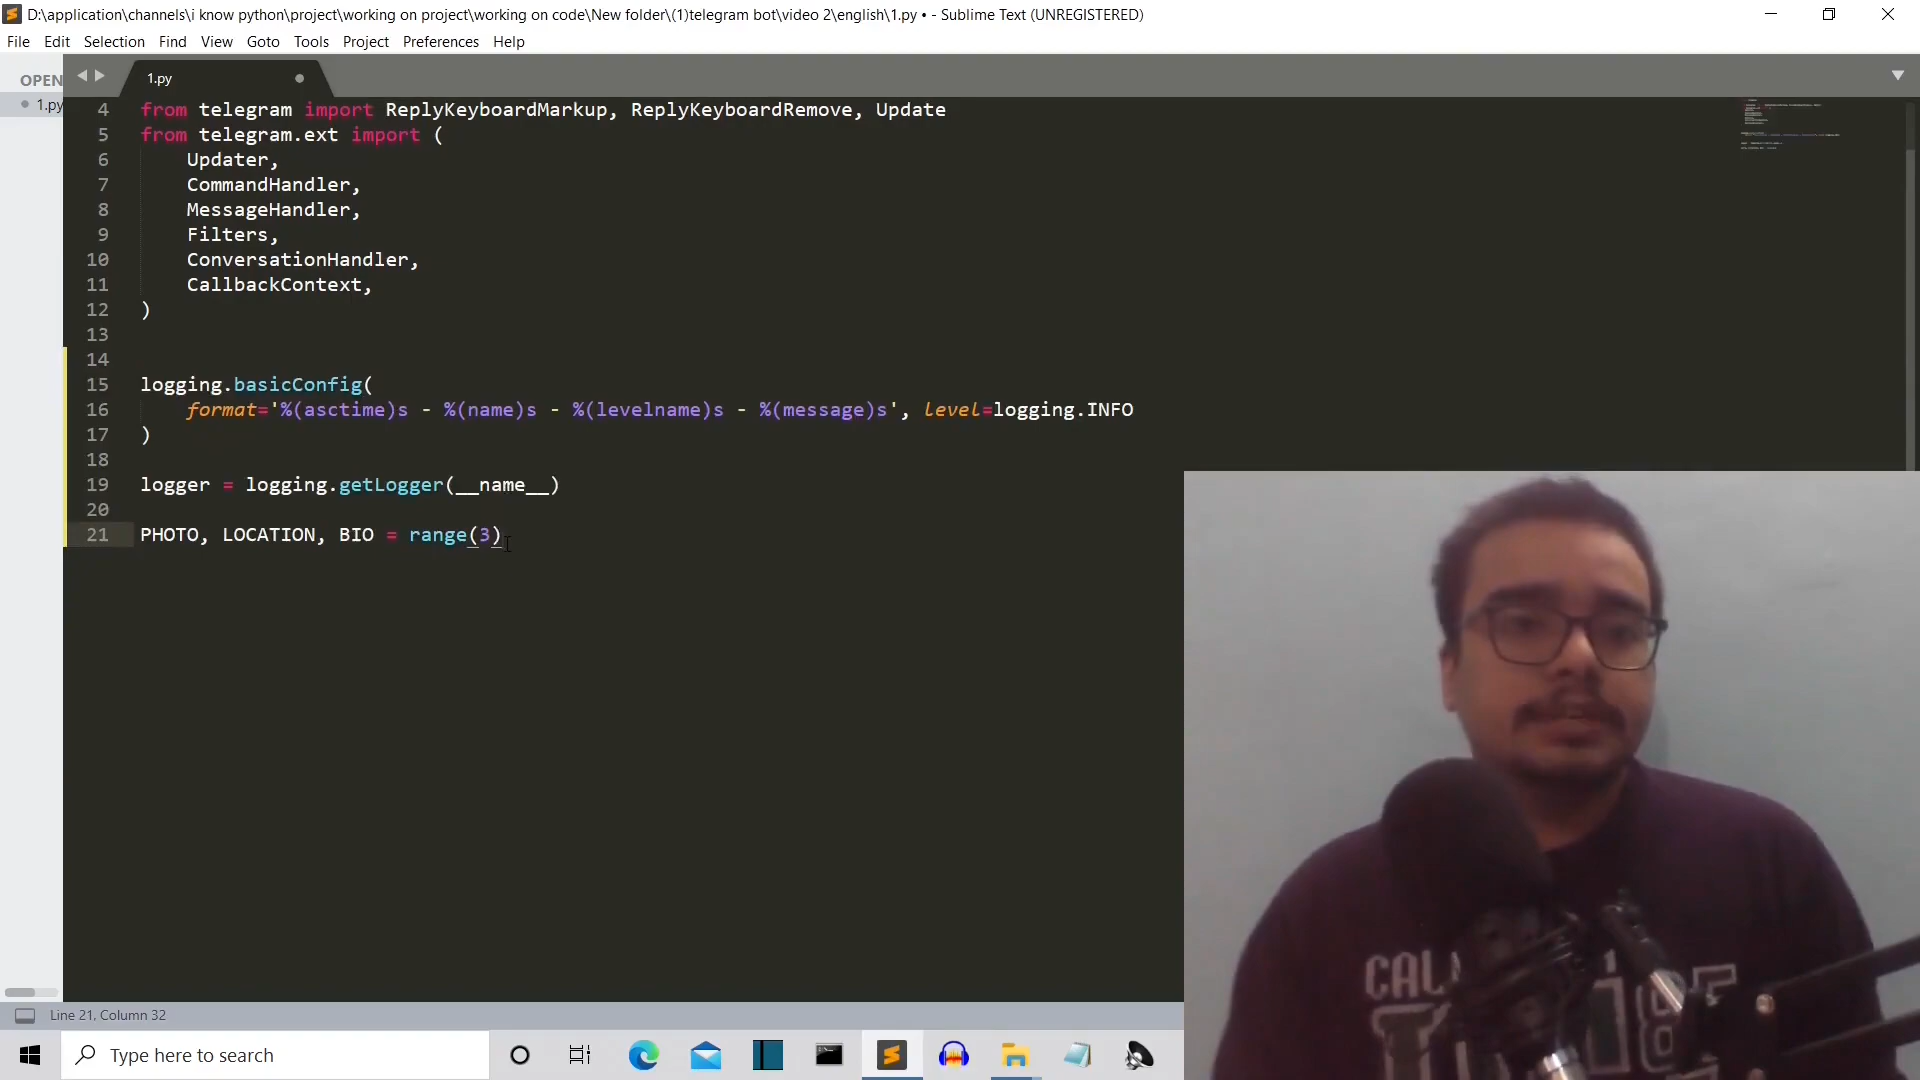 D:\application\channels\i know python\project\working on project\working on code\New folder\(1)telegram bot\video 2\english\1.py • - Sublime Text (UNREGISTERED)
File Edit Selection Find View Goto Tools Project Preferences Help
OPEN
1.py
1.py
4 from telegram import ReplyKeyboardMarkup, ReplyKeyboardRemove, Update
5 from telegram.ext import (
6 Updater,
7 CommandHandler,
8 MessageHandler,
9 Filters,
10 ConversationHandler,
11 CallbackContext,
12 )
13
14
15 logging.basicConfig(
16 format='%(asctime)s - %(name)s - %(levelname)s - %(message)s', level=logging.INFO
17 )
18
19 logger = logging.getLogger(__name__)
20
21 PHOTO, LOCATION, BIO = range(3)
Line 21, Column 32
Type here to search